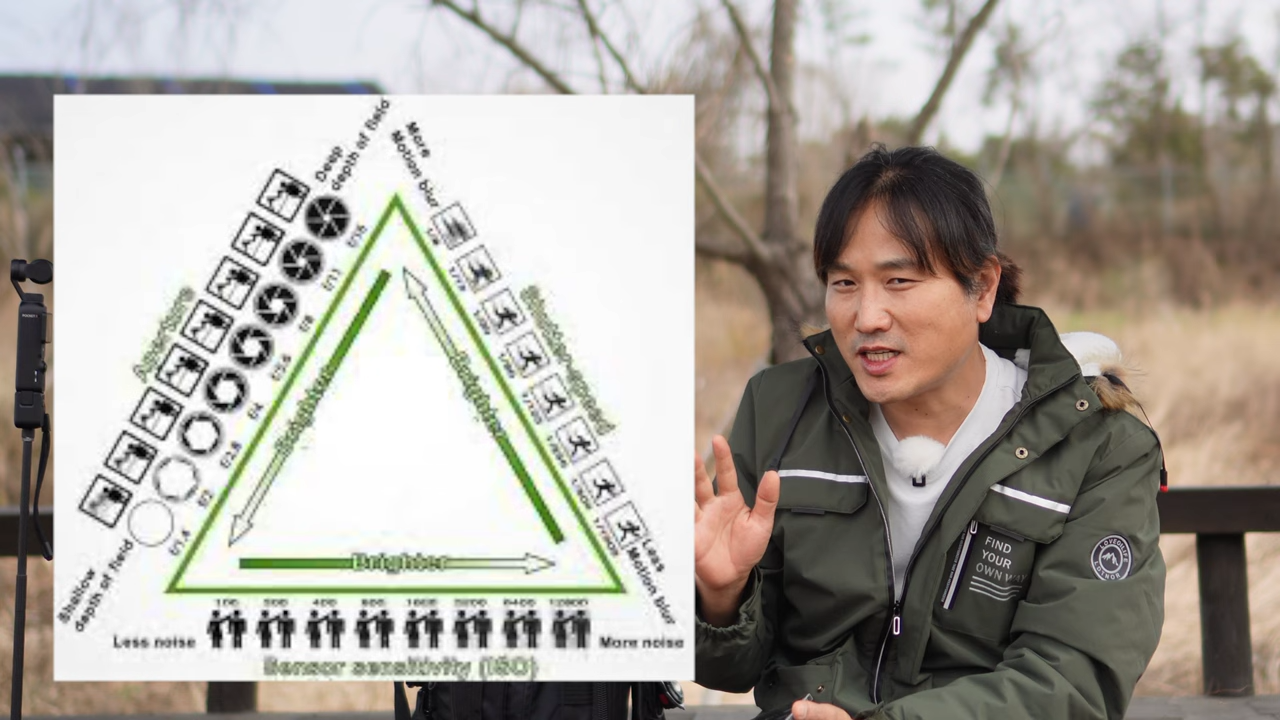 Deep
depth of field
More
Motion blur
f/16
f/11
f/8
f/5.6
f/4
f/2.8
f/2
f/1.4
Aperture
Shutterspeed
Brighter
Brighter
Brighter
Shallow
depth of field
Less
Motion blur
100
200
400
800
1600
3200
6400
12800
Less noise
More noise
Sensor sensitivity (ISO)
FIND
YOUR
OWN WAY